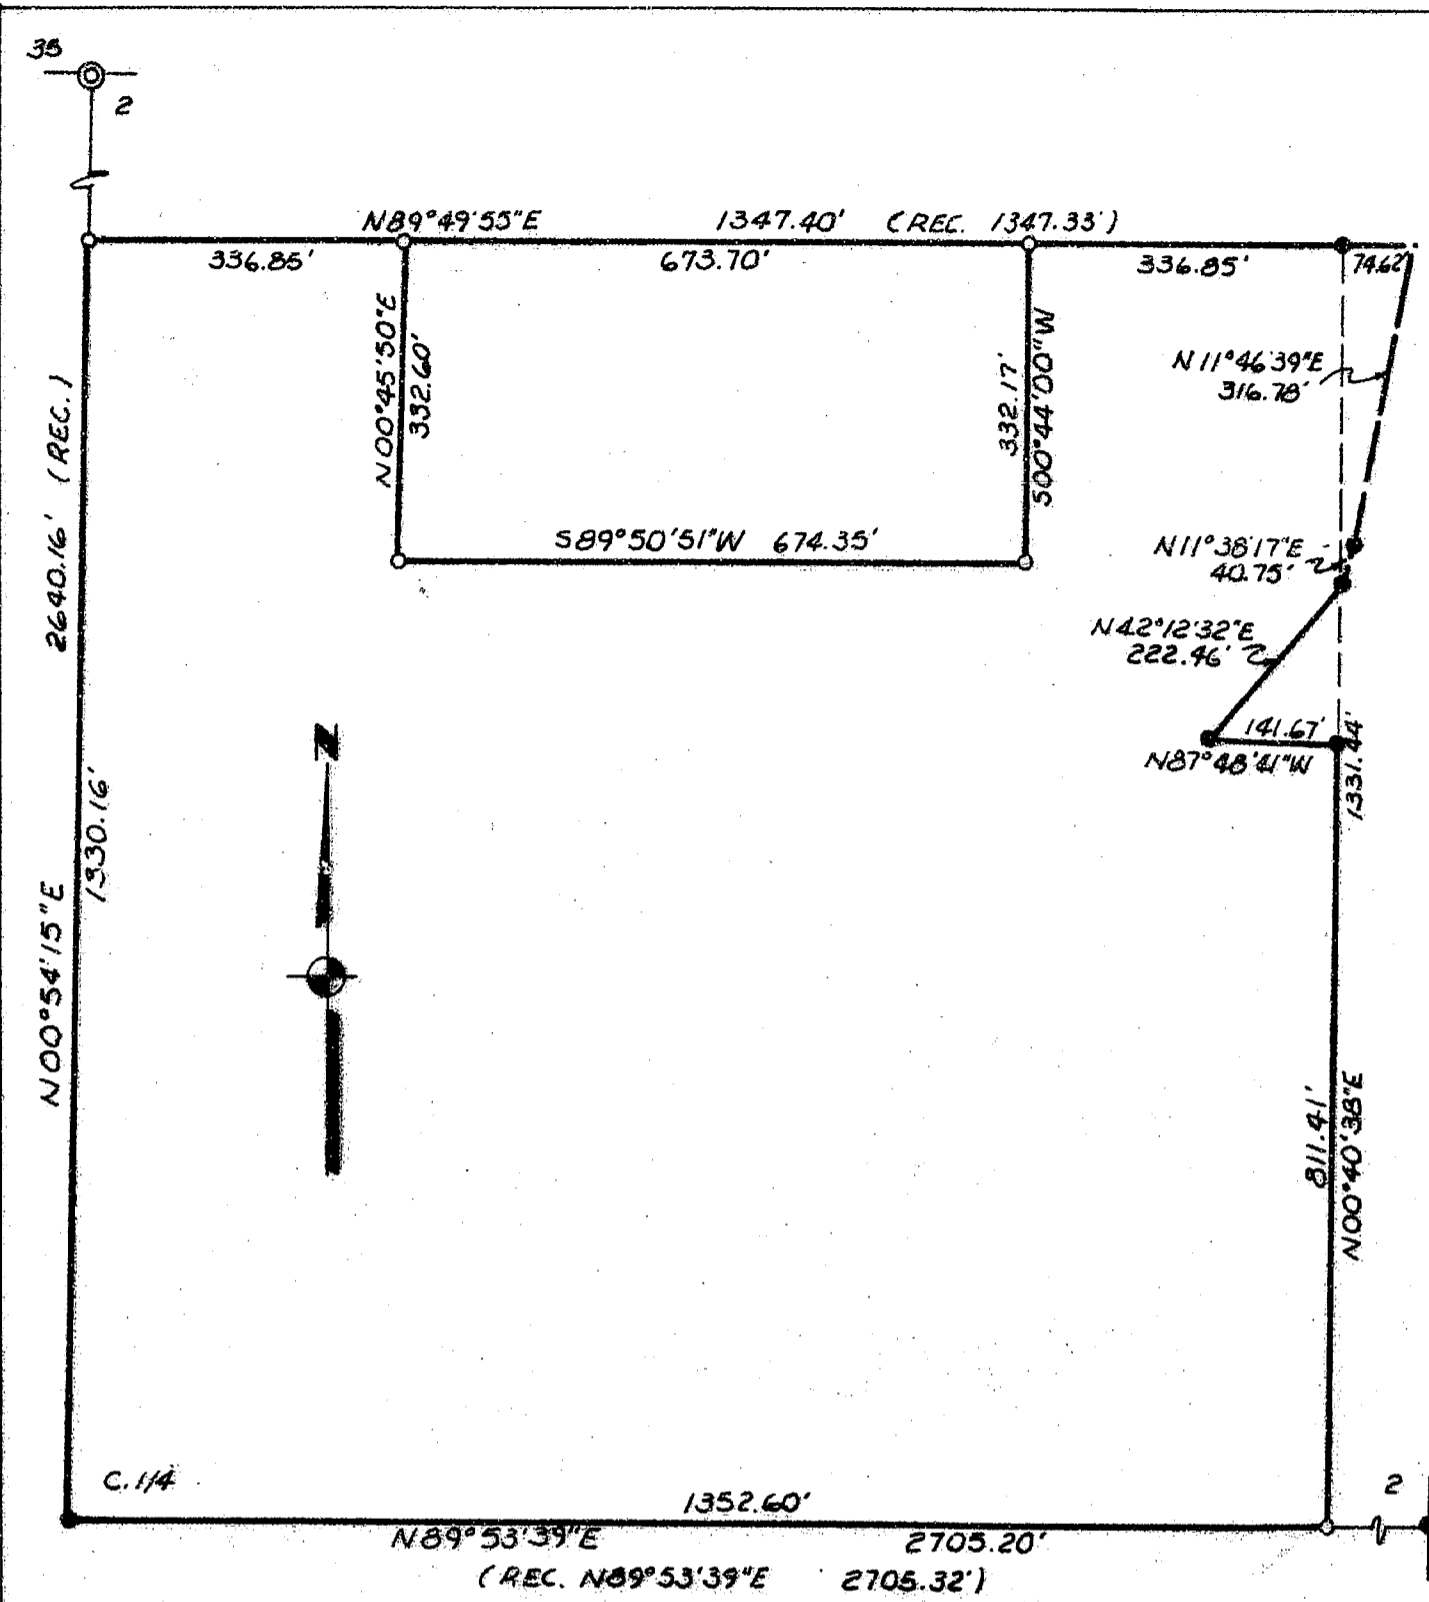 35
2
N89°49'55"E 1347.40' (REC. 1347.33')
336.85' 673.70' 336.85' 74.62'
N00°45'50"E
332.60'
332.17'
S00°44'00"W
N11°46'39"E
316.78'
S89°50'51"W 674.35'
N11°38'17"E
40.75'
N42°12'32"E
222.46'
141.67'
N87°48'41"W
1331.44'
2640.16' (REC.)
1330.16'
N00°54'15"E
N
811.41'
N00°40'38"E
C. 1/4
2
1352.60'
N89°53'39"E 2705.20'
(REC. N89°53'39"E 2705.32')